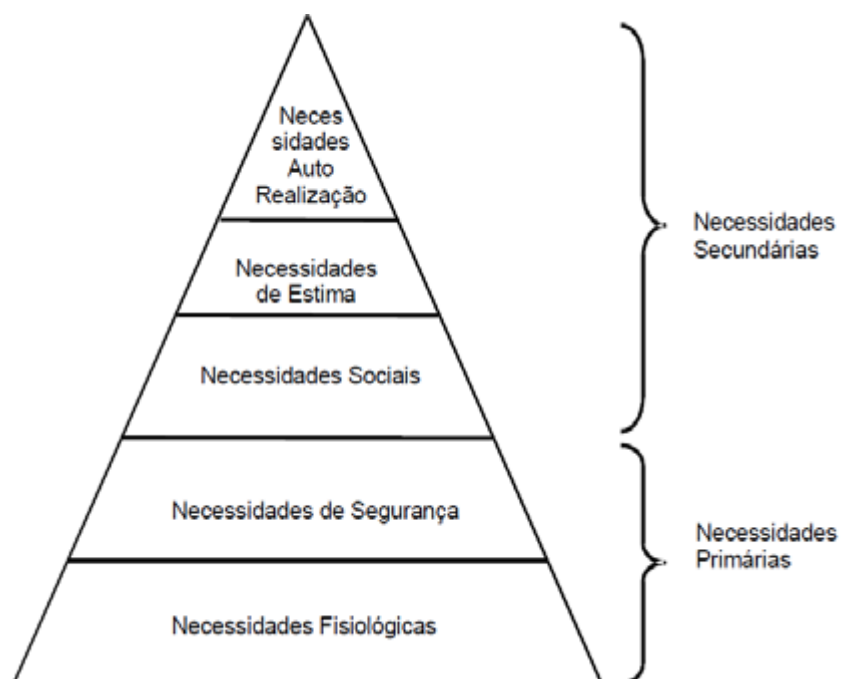 Neces
sidades
Auto
Realização
Necessidades
de Estima
Necessidades Sociais
Necessidades de Segurança
Necessidades Fisiológicas
Necessidades
Secundárias
Necessidades
Primárias